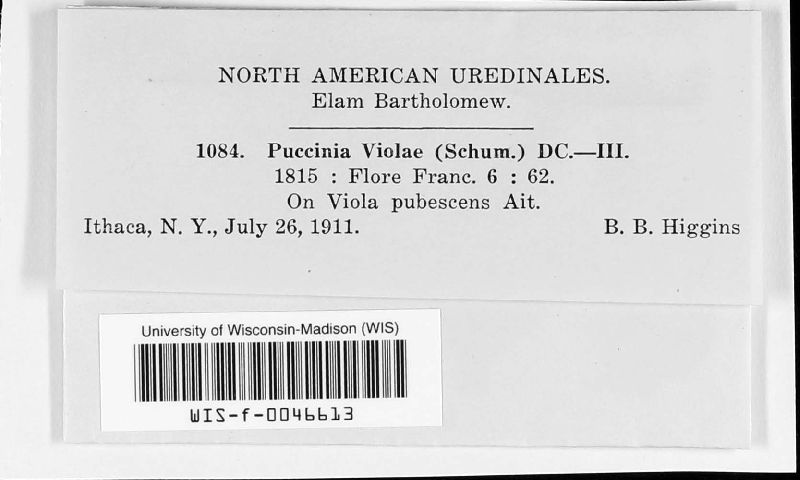 NORTH AMERICAN UREDINALES.
Elam Bartholomew.
1084. Puccinia Violae (Schum.) DC.—III.
1815 : Flore Franc. 6 : 62.
On Viola pubescens Ait.
Ithaca, N. Y., July 26, 1911. B. B. Higgins
University of Wisconsin-Madison (WIS)
WIS-f-0046613